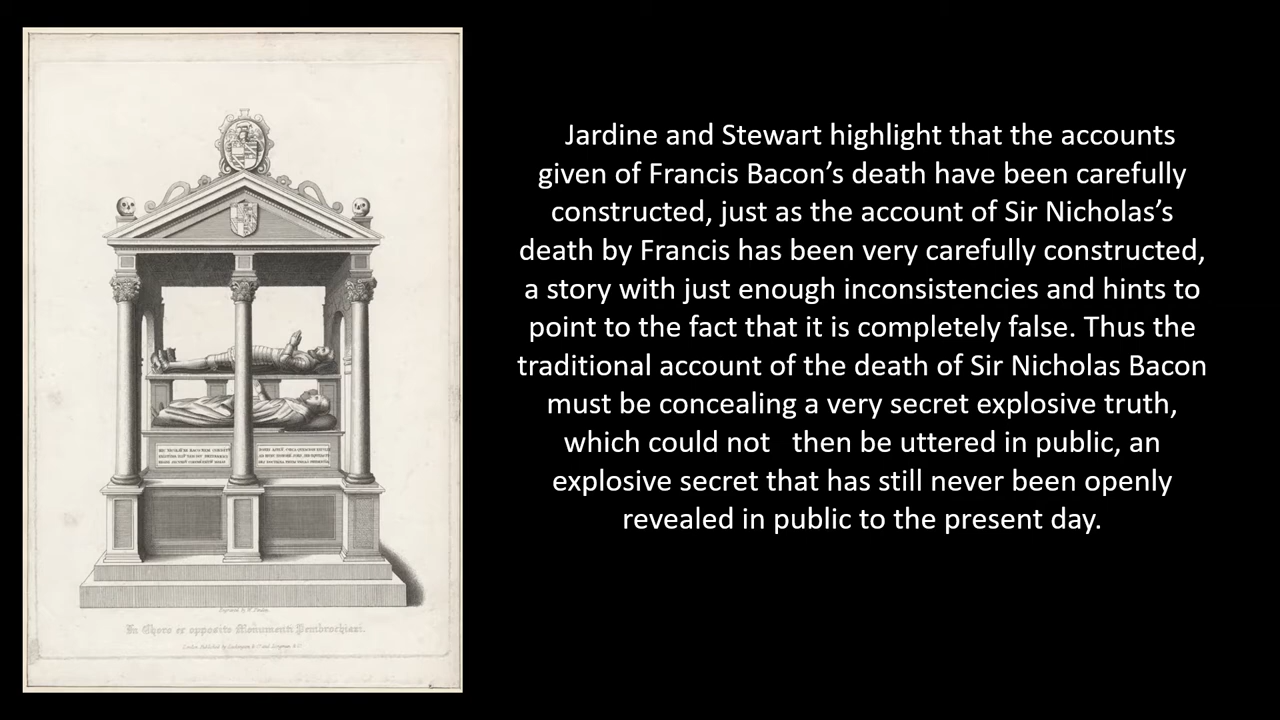 Jardine and Stewart highlight that the accounts
given of Francis Bacon’s death have been carefully
constructed, just as the account of Sir Nicholas’s
death by Francis has been very carefully constructed,
a story with just enough inconsistencies and hints to
point to the fact that it is completely false. Thus the
traditional account of the death of Sir Nicholas Bacon
must be concealing a very secret explosive truth,
which could not then be uttered in public, an
explosive secret that has still never been openly
revealed in public to the present day.
In Choro ex opposito Monumenti Pembrochiani.